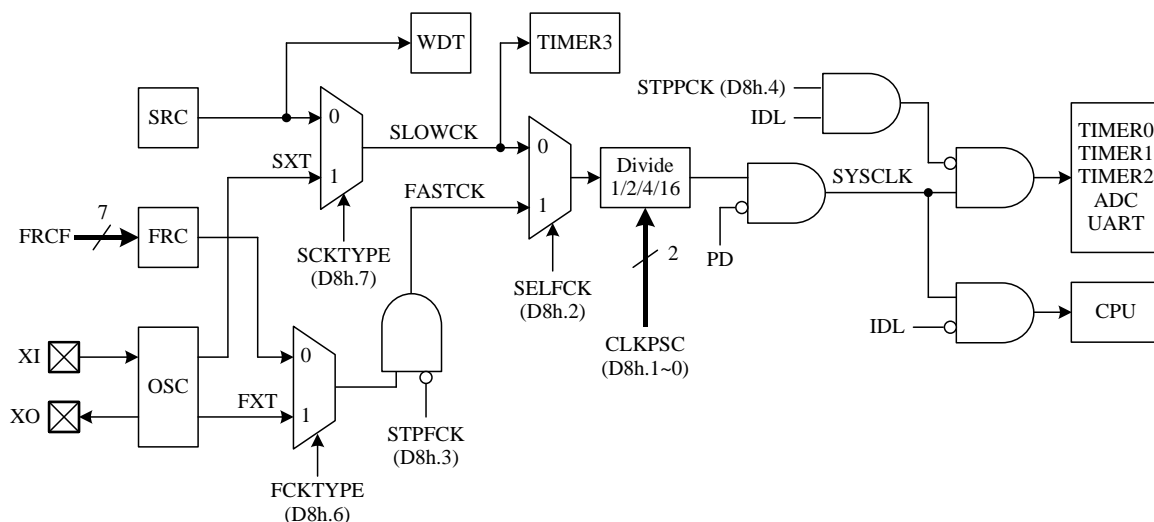 WDT
TIMER3
STPPCK (D8h.4)
IDL
SRC
0
SLOWCK
SXT
1
0
Divide
1/2/4/16
SYSCLK
TIMER0
TIMER1
TIMER2
ADC
UART
FASTCK
1
7
FRCF
FRC
SCKTYPE
(D8h.7)
2
PD
SELFCK
(D8h.2)
IDL
CPU
XI
OSC
0
CLKPSC
(D8h.1~0)
XO
FXT
1
STPFCK
(D8h.3)
FCKTYPE
(D8h.6)